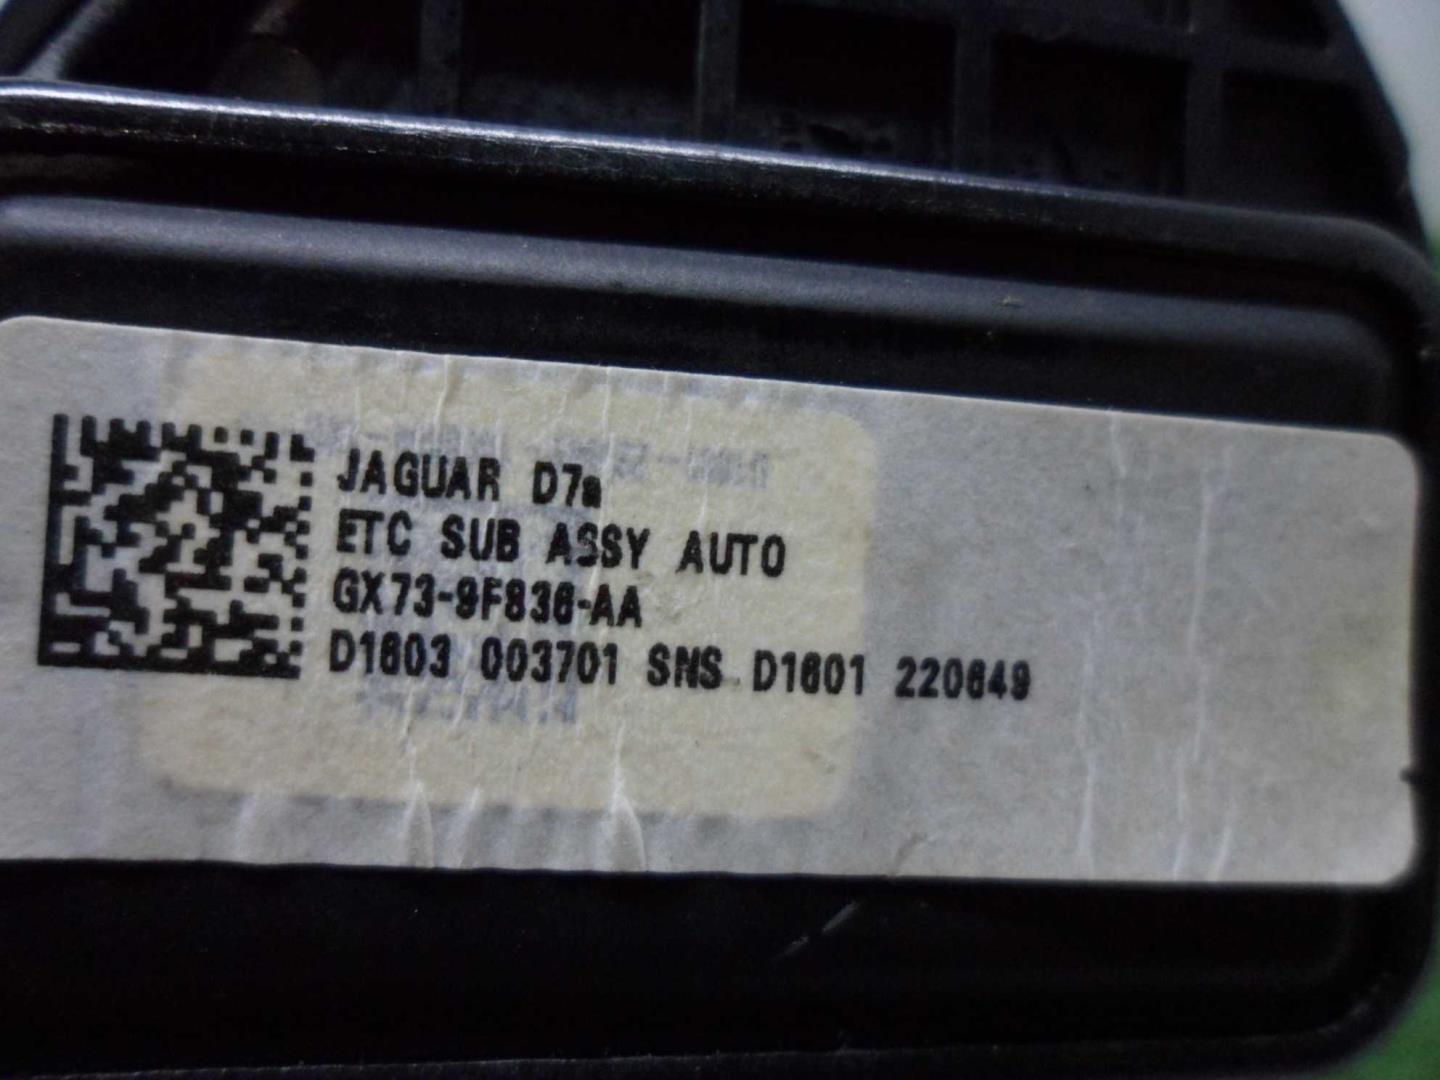 JAGUAR D7a
ETC SUB ASSY AUTO
GX73-9F836-AA
D1603 003701 SNS D1601 220649